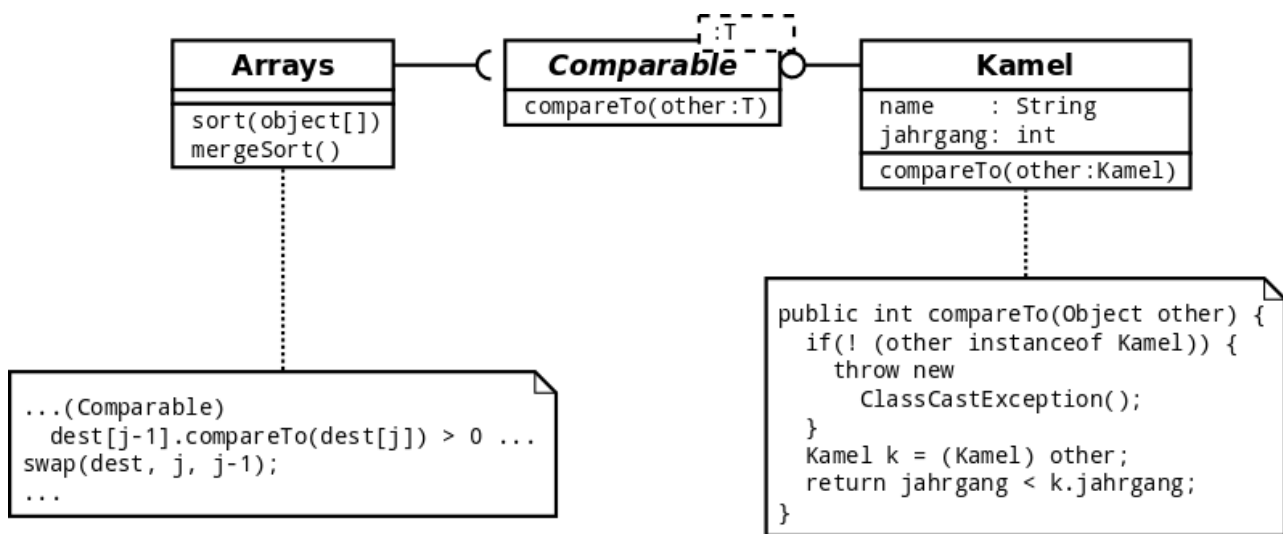 Arrays
sort(object[])
mergeSort()
:T
Comparable
compareTo(other:T)
Kamel
name    : String
jahrgang: int
compareTo(other:Kamel)
...(Comparable)
  dest[j-1].compareTo(dest[j]) > 0 ...
swap(dest, j, j-1);
...
public int compareTo(Object other) {
  if(! (other instanceof Kamel)) {
    throw new
      ClassCastException();
  }
  Kamel k = (Kamel) other;
  return jahrgang < k.jahrgang;
}